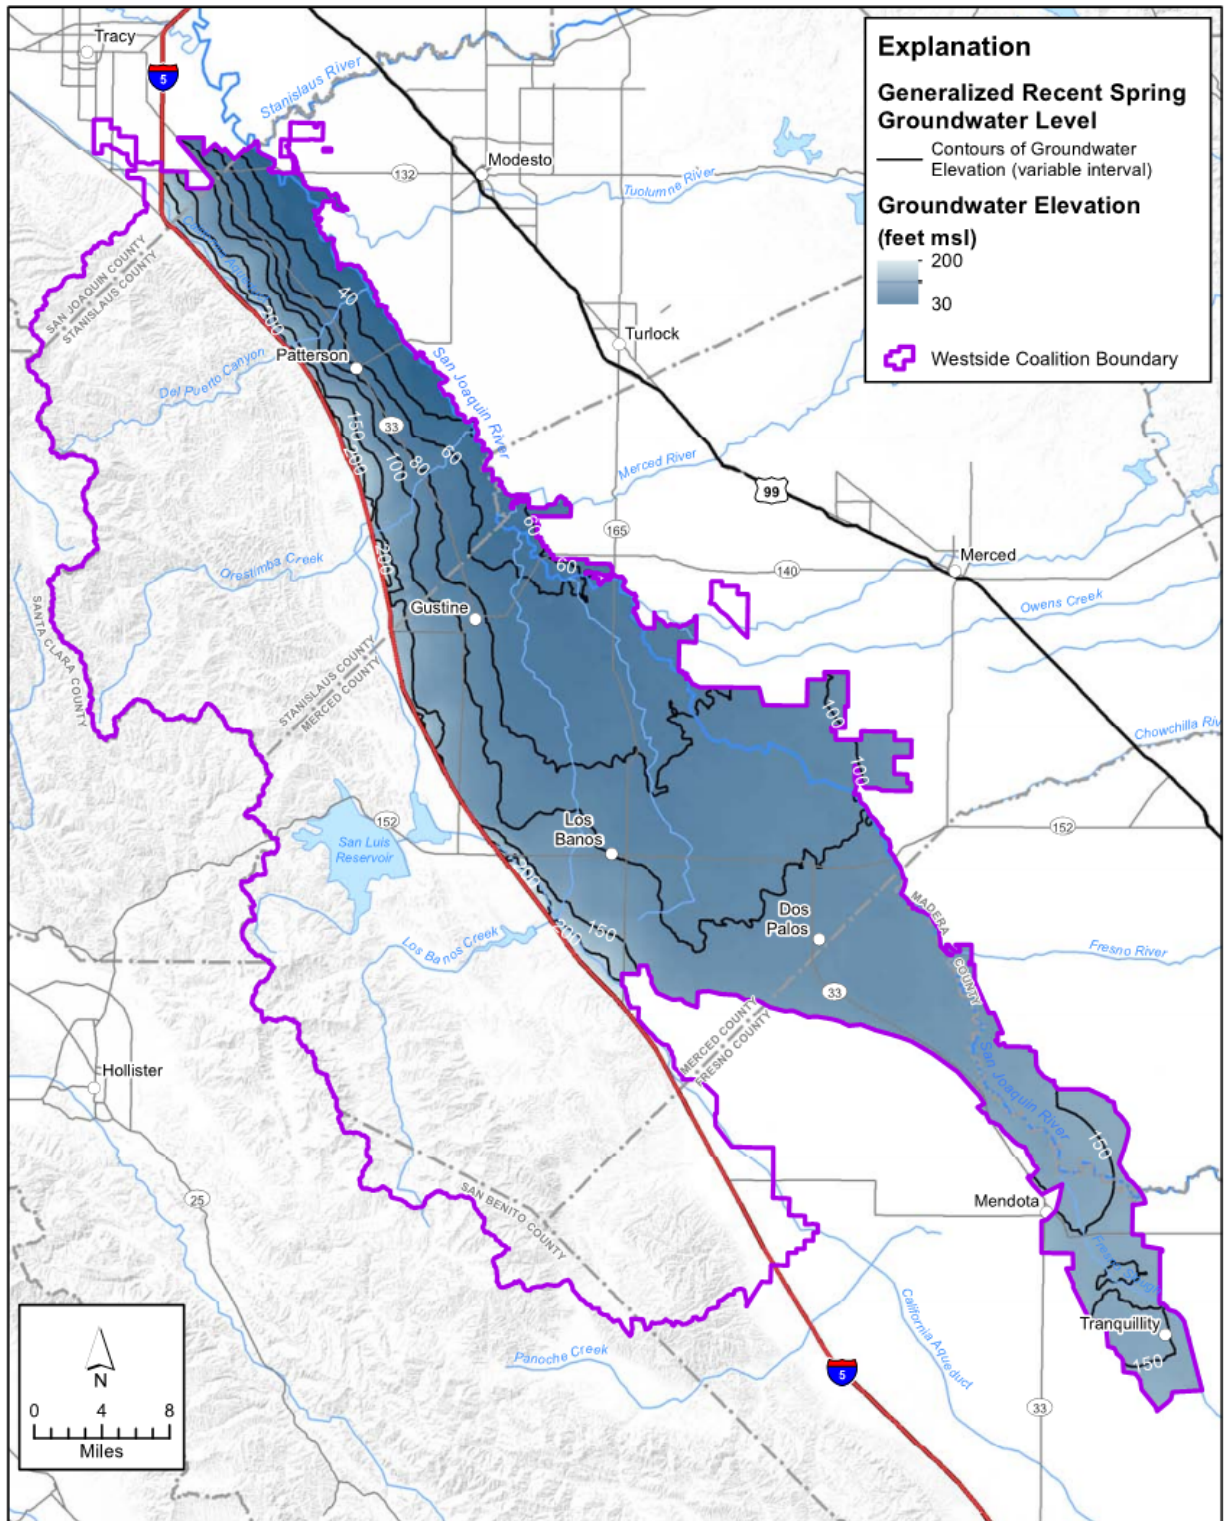 Tracy
5
Stanislaus River
132
Modesto
Tuolumne River
Explanation
Generalized Recent Spring
Groundwater Level
Contours of Groundwater
Elevation (variable interval)
Groundwater Elevation
(feet msl)
200
30
Westside Coalition Boundary
SAN JOAQUIN COUNTY
STANISLAUS COUNTY
40
200
Turlock
Patterson
Del Puerto Canyon
San Joaquin River
150
33
200
100
80
60
Merced River
99
60
165
60
140
Merced
200
Orestimba Creek
Owens Creek
Gustine
SANTA CLARA COUNTY
STANISLAUS COUNTY
MERCED COUNTY
100
Chowchilla Riv
100
152
San Luis
Reservoir
Los
Banos
152
200
150
200
Dos
Palos
MADERA
COUNTY
Los Banos Creek
Fresno River
33
MERCED COUNTY
FRESNO COUNTY
Hollister
San Joaquin River
150
25
SAN BENITO COUNTY
Mendota
California Aqueduct
Tranquillity
150
Panoche Creek
5
33
N
0 4 8
Miles